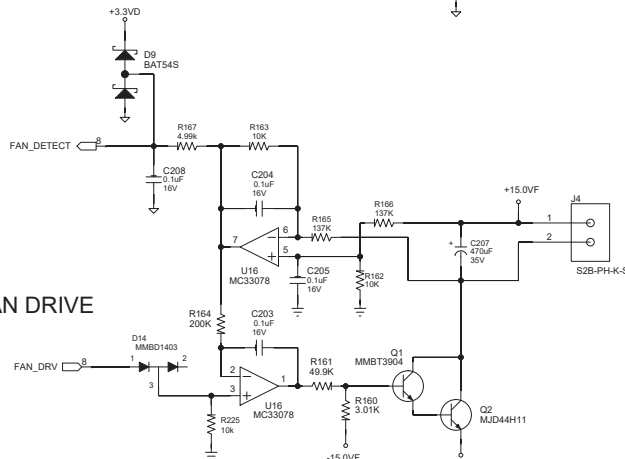 +3.3VD
D9
BAT54S
FAN_DETECT
8
R167
4.99k
R163
10K
C208
0.1uF
16V
C204
0.1uF
16V
R166
137K
+15.0VF
J4
1
2
S2B-PH-K-S
R165
137K
+
C207
470uF
35V
7
6
5
U16
MC33078
C205
0.1uF
16V
R162
10K
AN DRIVE
R164
200K
C203
0.1uF
16V
D14
MMBD1403
FAN_DRV
8
1
2
3
2
3
1
U16
MC33078
R161
49.9K
Q1
MMBT3904
R160
3.01K
Q2
MJD44H11
R225
10k
-15.0VF